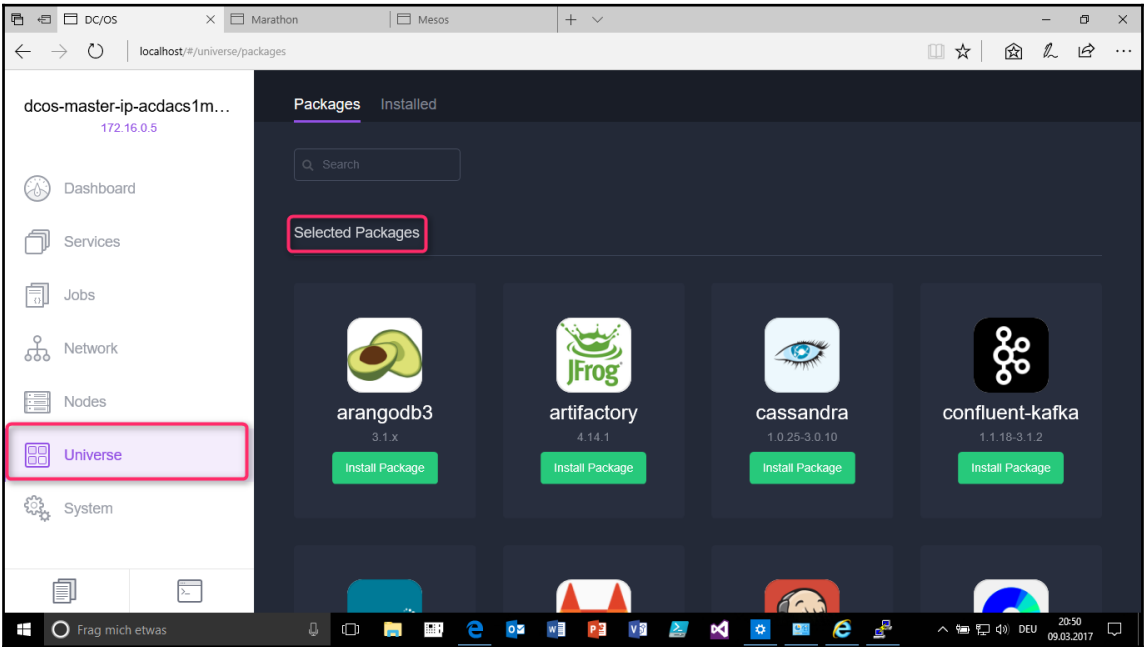 DC/OS
Marathon
Mesos
localhost/#/universe/packages
dcos-master-ip-acdacs1m...
172.16.0.5
Dashboard
Services
Jobs
Network
Nodes
Universe
System
Packages Installed
Search
Selected Packages
JFrog
arangodb3
3.1.x
Install Package
artifactory
4.14.1
Install Package
cassandra
1.0.25-3.0.10
Install Package
confluent-kafka
1.1.18-3.1.2
Install Package
Frag mich etwas
DEU
20:50
09.03.2017